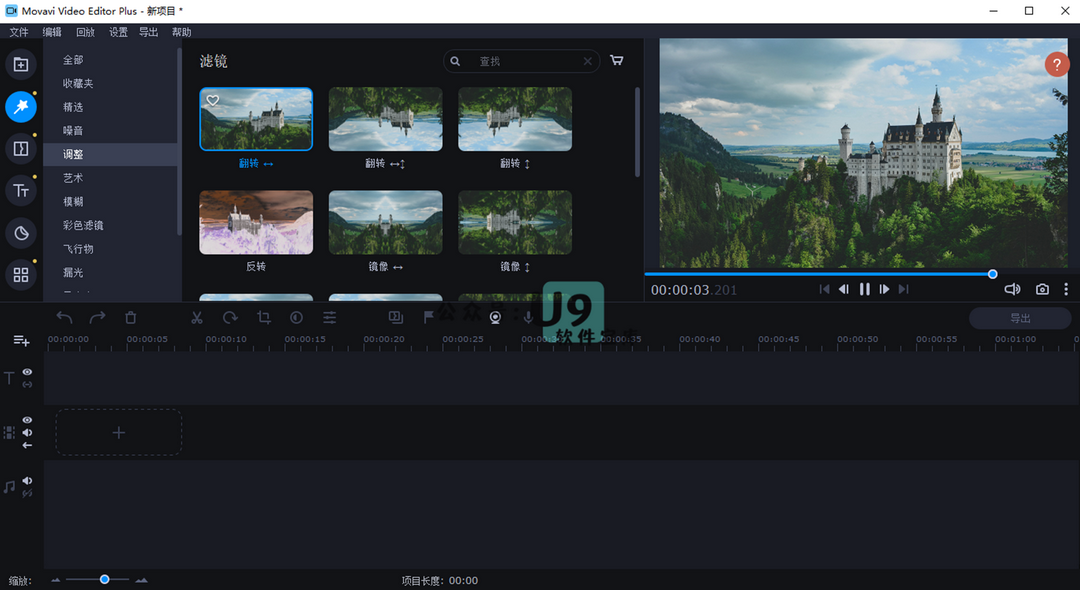 Movavi Video Editor Plus - 新项目 *
文件 编辑 回放 设置 导出 帮助
全部
收藏夹
精选
噪音
调整
艺术
模糊
彩色滤镜
飞行物
漏光
滤镜
查找
翻转 ↔
翻转 ↔↕
翻转 ↕
反转
镜像 ↔
镜像 ↕
?
00:00:03.201
公众号:
J9
软件
导出
00:00:00 00:00:05 00:00:10 00:00:15 00:00:20 00:00:25 00:00:30 00:00:35 00:00:40 00:00:45 00:00:50 00:00:55 00:01:00
缩放:
项目长度: 00:00